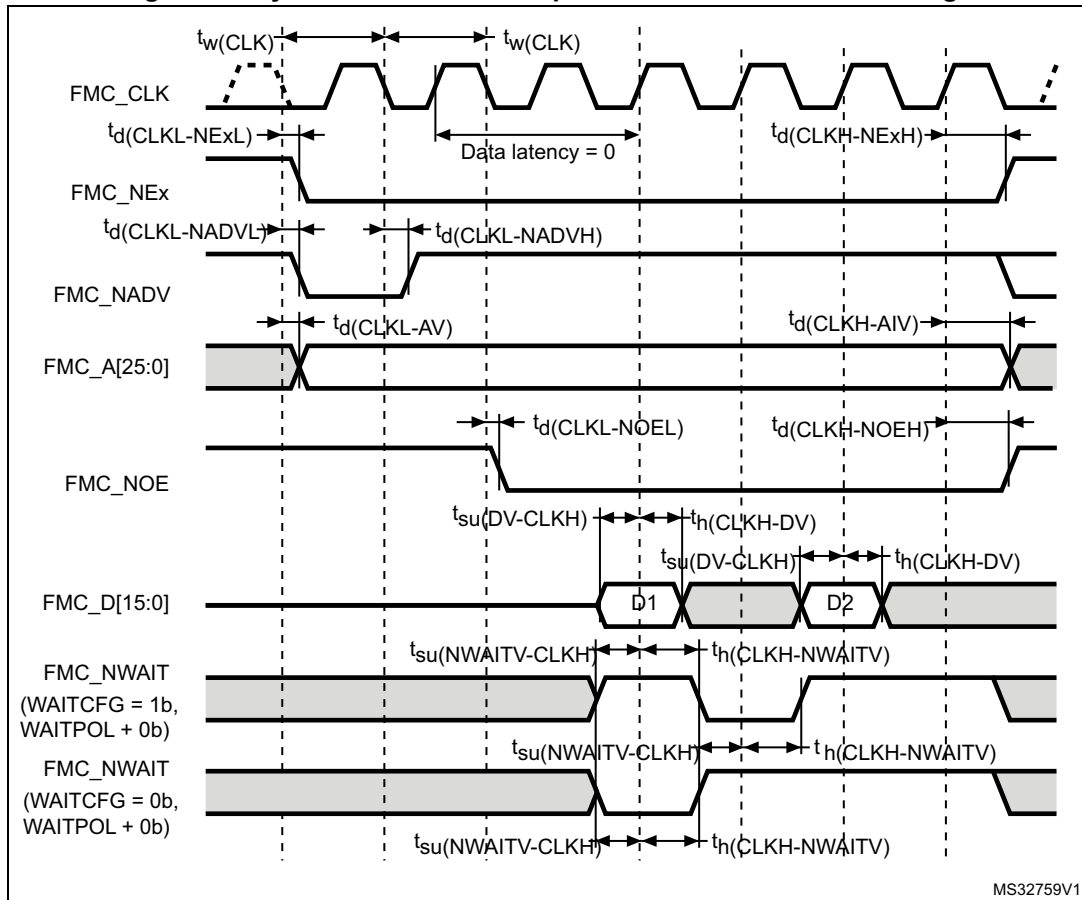 tw(CLK) tw(CLK)
FMC_CLK
td(CLKL-NExL) Data latency = 0 td(CLKH-NExH)
FMC_NEx
td(CLKL-NADVL) td(CLKL-NADVH)
FMC_NADV
td(CLKL-AV) td(CLKH-AIV)
FMC_A[25:0]
td(CLKL-NOEL) td(CLKH-NOEH)
FMC_NOE
tsu(DV-CLKH) th(CLKH-DV)
tsu(DV-CLKH) th(CLKH-DV)
FMC_D[15:0] D1 D2
tsu(NWAITV-CLKH) th(CLKH-NWAITV)
FMC_NWAIT
(WAITCFG = 1b,
WAITPOL + 0b)
tsu(NWAITV-CLKH) th(CLKH-NWAITV)
FMC_NWAIT
(WAITCFG = 0b,
WAITPOL + 0b)
tsu(NWAITV-CLKH) th(CLKH-NWAITV)
MS32759V1